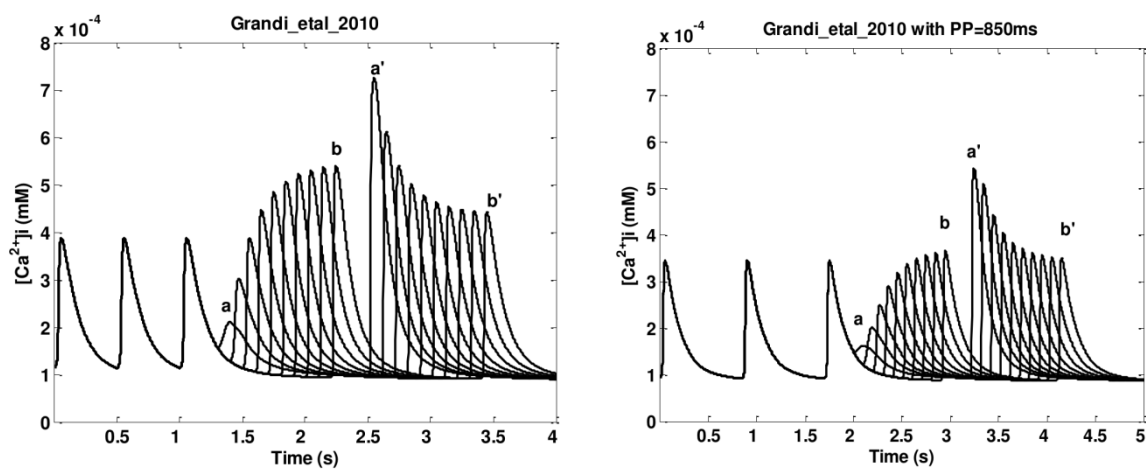 Grandi_etal_2010
x 10-4
8
7
6
5
4
3
2
1
0
[Ca2+]i (mM)
a
b
a'
b'
0.5 1 1.5 2 2.5 3 3.5 4
Time (s)
Grandi_etal_2010 with PP=850ms
x 10-4
8
7
6
5
4
3
2
1
0
[Ca2+]i (mM)
a
b
a'
b'
0.5 1 1.5 2 2.5 3 3.5 4 4.5 5
Time (s)